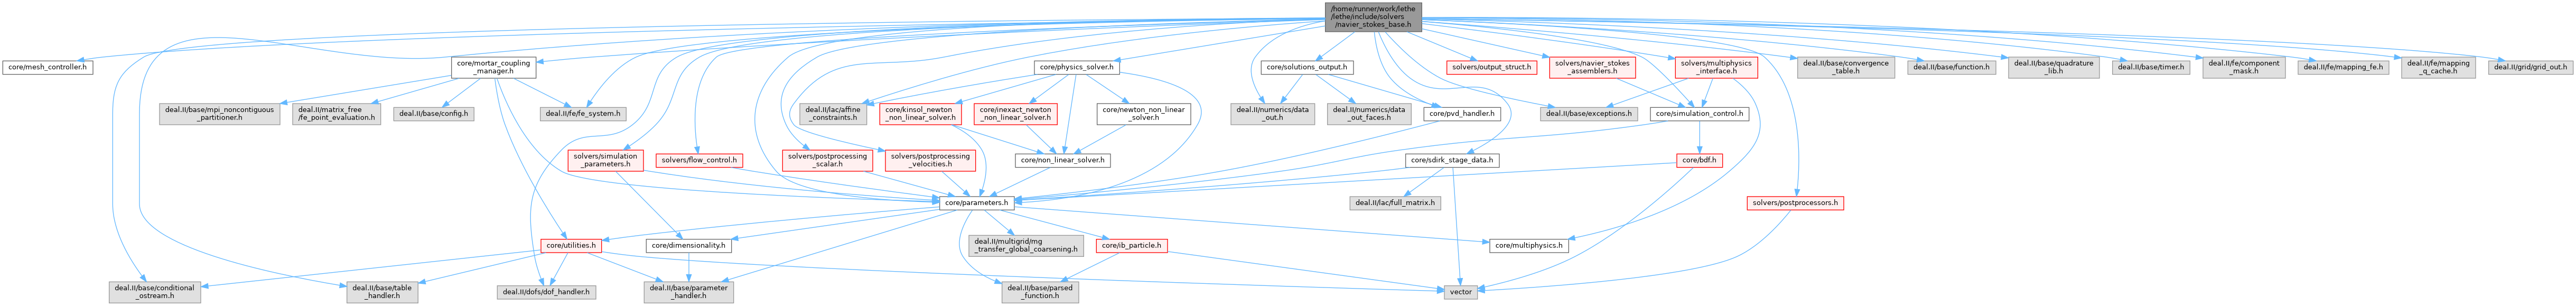 /home/runner/work/lethe
/lethe/include/solvers
/navier_stokes_base.h
core/mesh_controller.h
core/mortar_coupling
_manager.h
core/physics_solver.h
core/solutions_output.h
solvers/output_struct.h
solvers/navier_stokes
_assemblers.h
solvers/multiphysics
_interface.h
deal.II/base/convergence
_table.h
deal.II/base/function.h
deal.II/base/quadrature
_lib.h
deal.II/base/timer.h
deal.II/fe/component
_mask.h
deal.II/fe/mapping_fe.h
deal.II/fe/mapping
_q_cache.h
deal.II/grid/grid_out.h
deal.II/base/mpi_noncontiguous
_partitioner.h
deal.II/matrix_free
/fe_point_evaluation.h
deal.II/base/config.h
deal.II/fe/fe_system.h
deal.II/lac/affine
_constraints.h
core/kinsol_newton
_non_linear_solver.h
core/inexact_newton
_non_linear_solver.h
core/newton_non_linear
_solver.h
deal.II/numerics/data
_out.h
deal.II/numerics/data
_out_faces.h
core/pvd_handler.h
deal.II/base/exceptions.h
core/simulation_control.h
solvers/simulation
_parameters.h
solvers/flow_control.h
solvers/postprocessing
_scalar.h
solvers/postprocessing
_velocities.h
core/non_linear_solver.h
core/sdirk_stage_data.h
core/bdf.h
core/parameters.h
deal.II/lac/full_matrix.h
solvers/postprocessors.h
core/utilities.h
core/dimensionality.h
deal.II/multigrid/mg
_transfer_global_coarsening.h
core/ib_particle.h
core/multiphysics.h
deal.II/base/conditional
_ostream.h
deal.II/base/table
_handler.h
deal.II/dofs/dof_handler.h
deal.II/base/parameter
_handler.h
deal.II/base/parsed
_function.h
vector